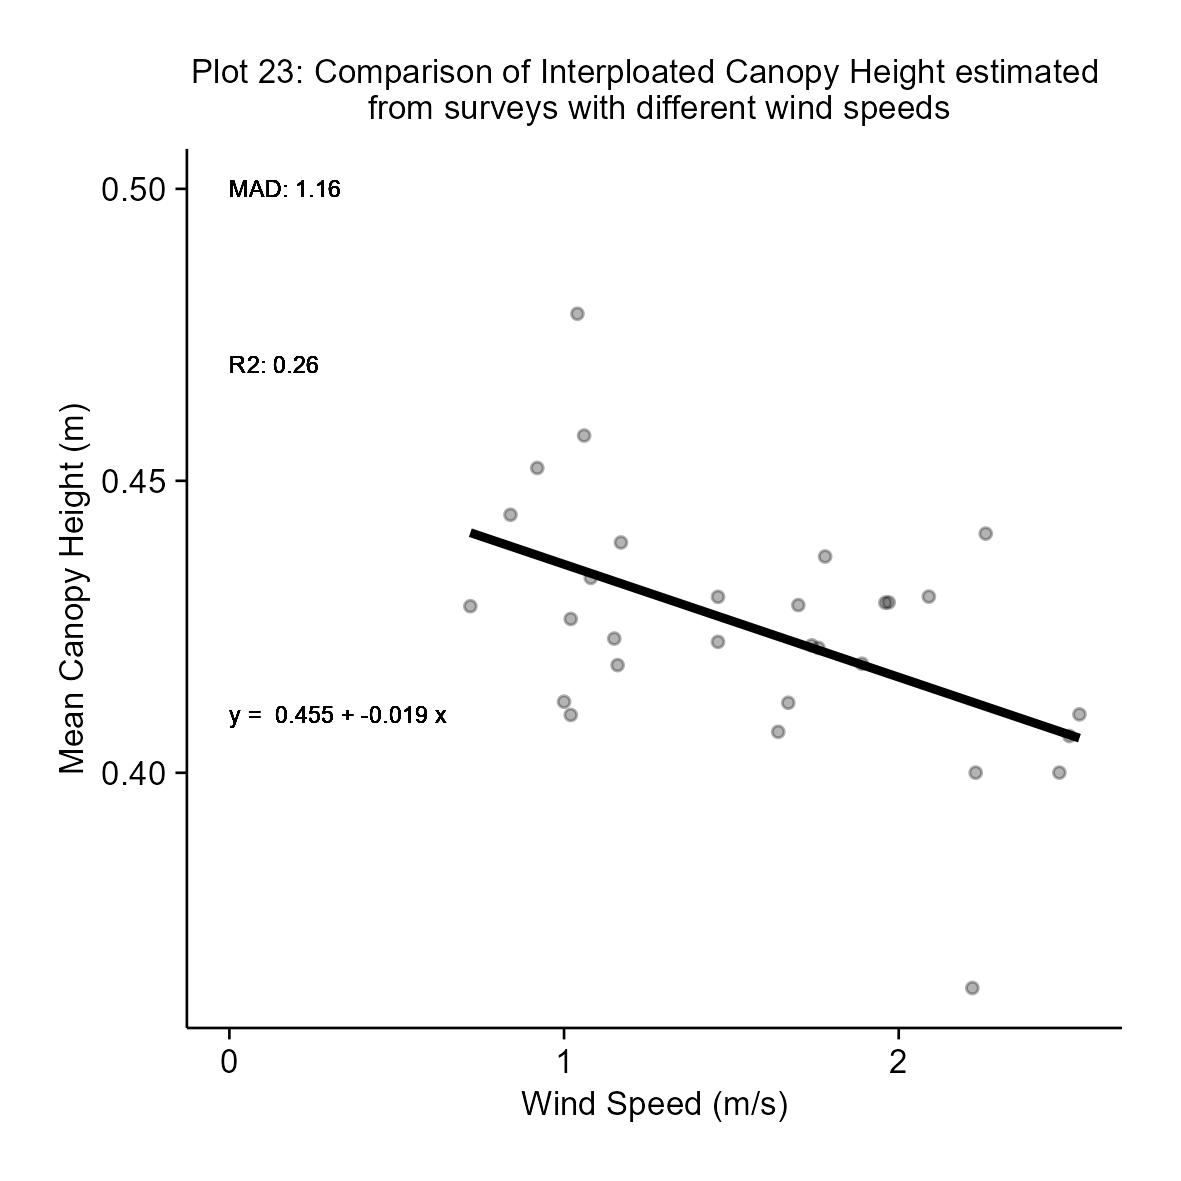 Plot 23: Comparison of Interploated Canopy Height estimated
from surveys with different wind speeds
0.50
MAD: 1.16
R2: 0.26
Mean Canopy Height (m)
0.45
y =  0.455 + -0.019 x
0.40
0
1
2
Wind Speed (m/s)